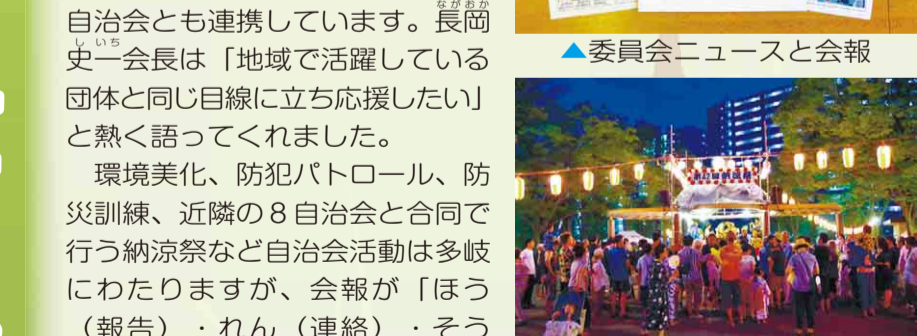 自治会とも連携しています。長岡
史一会長は「地域で活躍している
団体と同じ目線に立ち応援したい」
と熱く語ってくれました。
環境美化、防犯パトロール、防
災訓練、近隣の８自治会と合同で
行う納涼祭など自治会活動は多岐
にわたりますが、会報が「ほう
（報告）・れん（連絡）・そう
▲委員会ニュースと会報